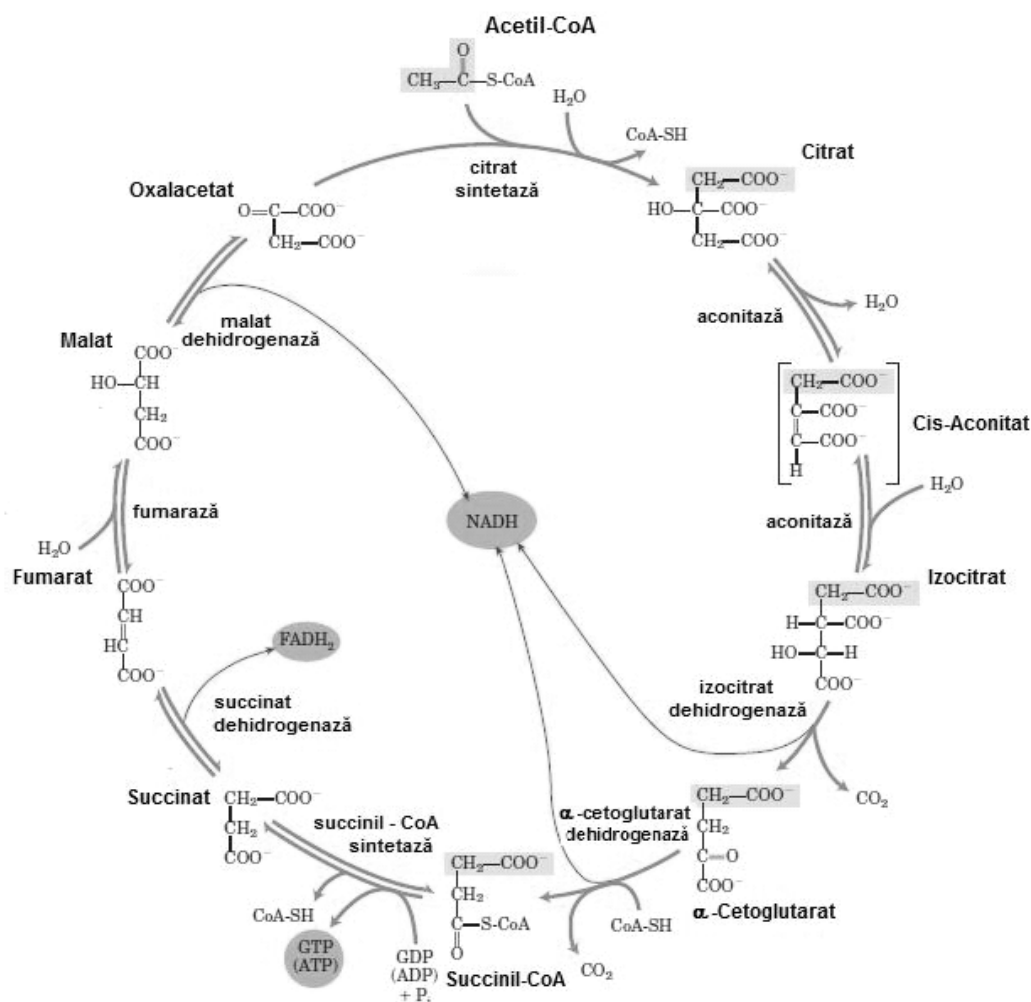 Acetil-CoA
O
CH₃—C—S-CoA
H₂O
CoA-SH
citrat
sintetază
Citrat
CH₂—COO⁻
HO—C—COO⁻
CH₂—COO⁻
Oxalacetat
O=C—COO⁻
CH₂—COO⁻
aconitază
H₂O
Cis-Aconitat
CH₂—COO⁻
C—COO⁻
C—COO⁻
H
aconitază
H₂O
Izocitrat
CH₂—COO⁻
H—C—COO⁻
HO—C—H
COO⁻
izocitrat
dehidrogenază
CO₂
CH₂—COO⁻
CH₂
C=O
COO⁻
α-Cetoglutarat
α-cetoglutarat
dehidrogenază
CoA-SH
CO₂
CH₂—COO⁻
CH₂
C—S-CoA
O
Succinil-CoA
succinil - CoA
sintetază
GDP
(ADP)
+ Pᵢ
GTP
(ATP)
CoA-SH
Succinat
CH₂—COO⁻
CH₂
COO⁻
succinat
dehidrogenază
FADH₂
Fumarat
COO⁻
CH
HC
COO⁻
fumarază
H₂O
Malat
COO⁻
HO—CH
CH₂
COO⁻
malat
dehidrogenază
NADH